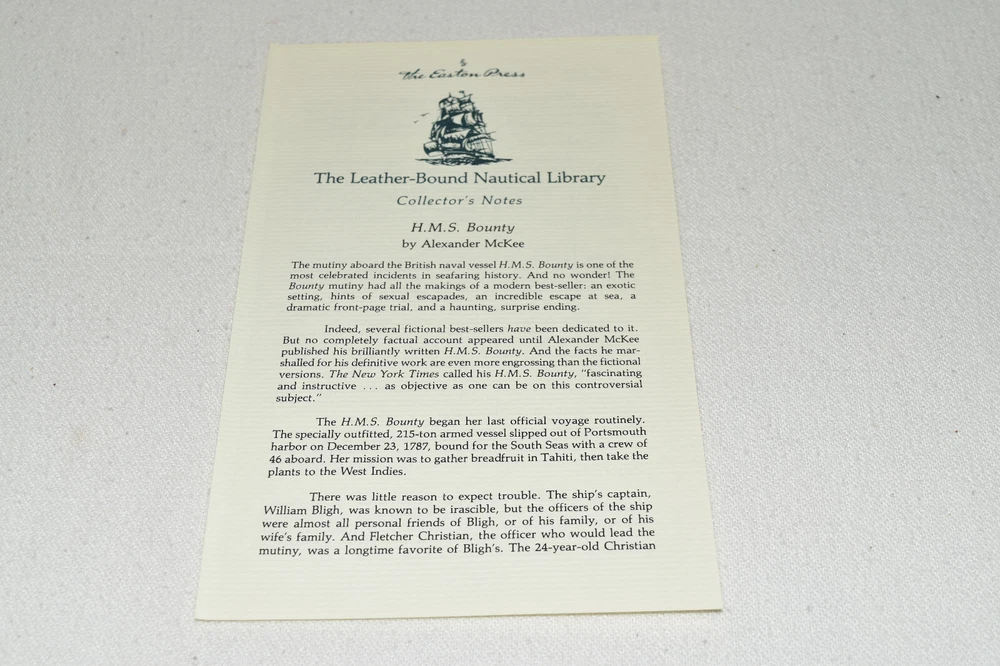 The Easton Press
The Leather-Bound Nautical Library
Collector's Notes
H.M.S. Bounty
by Alexander McKee
The mutiny aboard the British naval vessel H.M.S. Bounty is one of the
most celebrated incidents in seafaring history. And no wonder! The
Bounty mutiny had all the makings of a modern best-seller: an exotic
setting, hints of sexual escapades, an incredible escape at sea, a
dramatic front-page trial, and a haunting, surprise ending.
Indeed, several fictional best-sellers have been dedicated to it.
But no completely factual account appeared until Alexander McKee
published his brilliantly written H.M.S. Bounty. And the facts he mar-
shalled for his definitive work are even more engrossing than the fictional
versions. The New York Times called his H.M.S. Bounty, "fascinating
and instructive ... as objective as one can be on this controversial
subject."
The H.M.S. Bounty began her last official voyage routinely.
The specially outfitted, 215-ton armed vessel slipped out of Portsmouth
harbor on December 23, 1787, bound for the South Seas with a crew of
46 aboard. Her mission was to gather breadfruit in Tahiti, then take the
plants to the West Indies.
There was little reason to expect trouble. The ship's captain,
William Bligh, was known to be irascible, but the officers of the ship
were almost all personal friends of Bligh, or of his family, or of his
wife's family. And Fletcher Christian, the officer who would lead the
mutiny, was a longtime favorite of Bligh's. The 24-year-old Christian